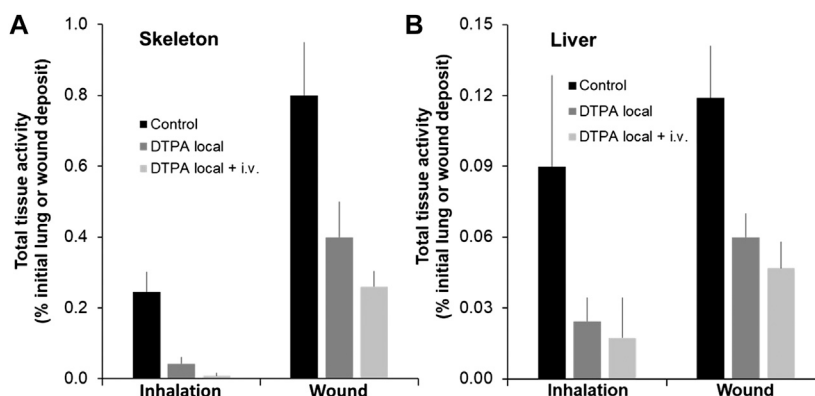 A
Skeleton
Total tissue activity
(% initial lung or wound deposit)
1.0
0.8
0.6
0.4
0.2
0.0
Control
DTPA local
DTPA local + i.v.
Inhalation
Wound
B
Liver
Total tissue activity
(% initial lung or wound deposit)
0.15
0.12
0.09
0.06
0.03
0.0
Control
DTPA local
DTPA local + i.v.
Inhalation
Wound